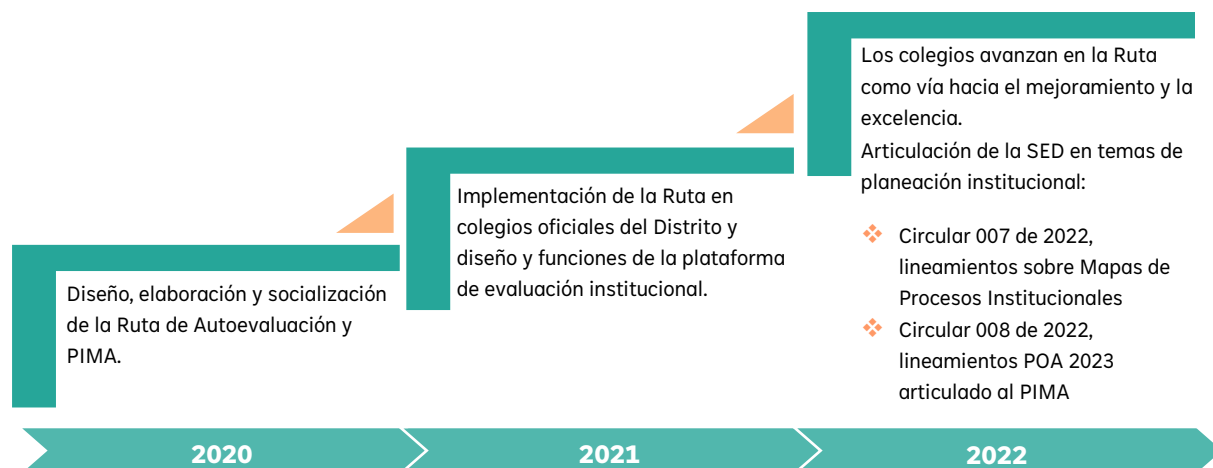 Diseño, elaboración y socialización
de la Ruta de Autoevaluación y
PIMA.
Implementación de la Ruta en
colegios oficiales del Distrito y
diseño y funciones de la plataforma
de evaluación institucional.
Los colegios avanzan en la Ruta
como vía hacia el mejoramiento y la
excelencia.
Articulación de la SED en temas de
planeación institucional:
Circular 007 de 2022,
lineamientos sobre Mapas de
Procesos Institucionales
Circular 008 de 2022,
lineamientos POA 2023
articulado al PIMA
2020
2021
2022